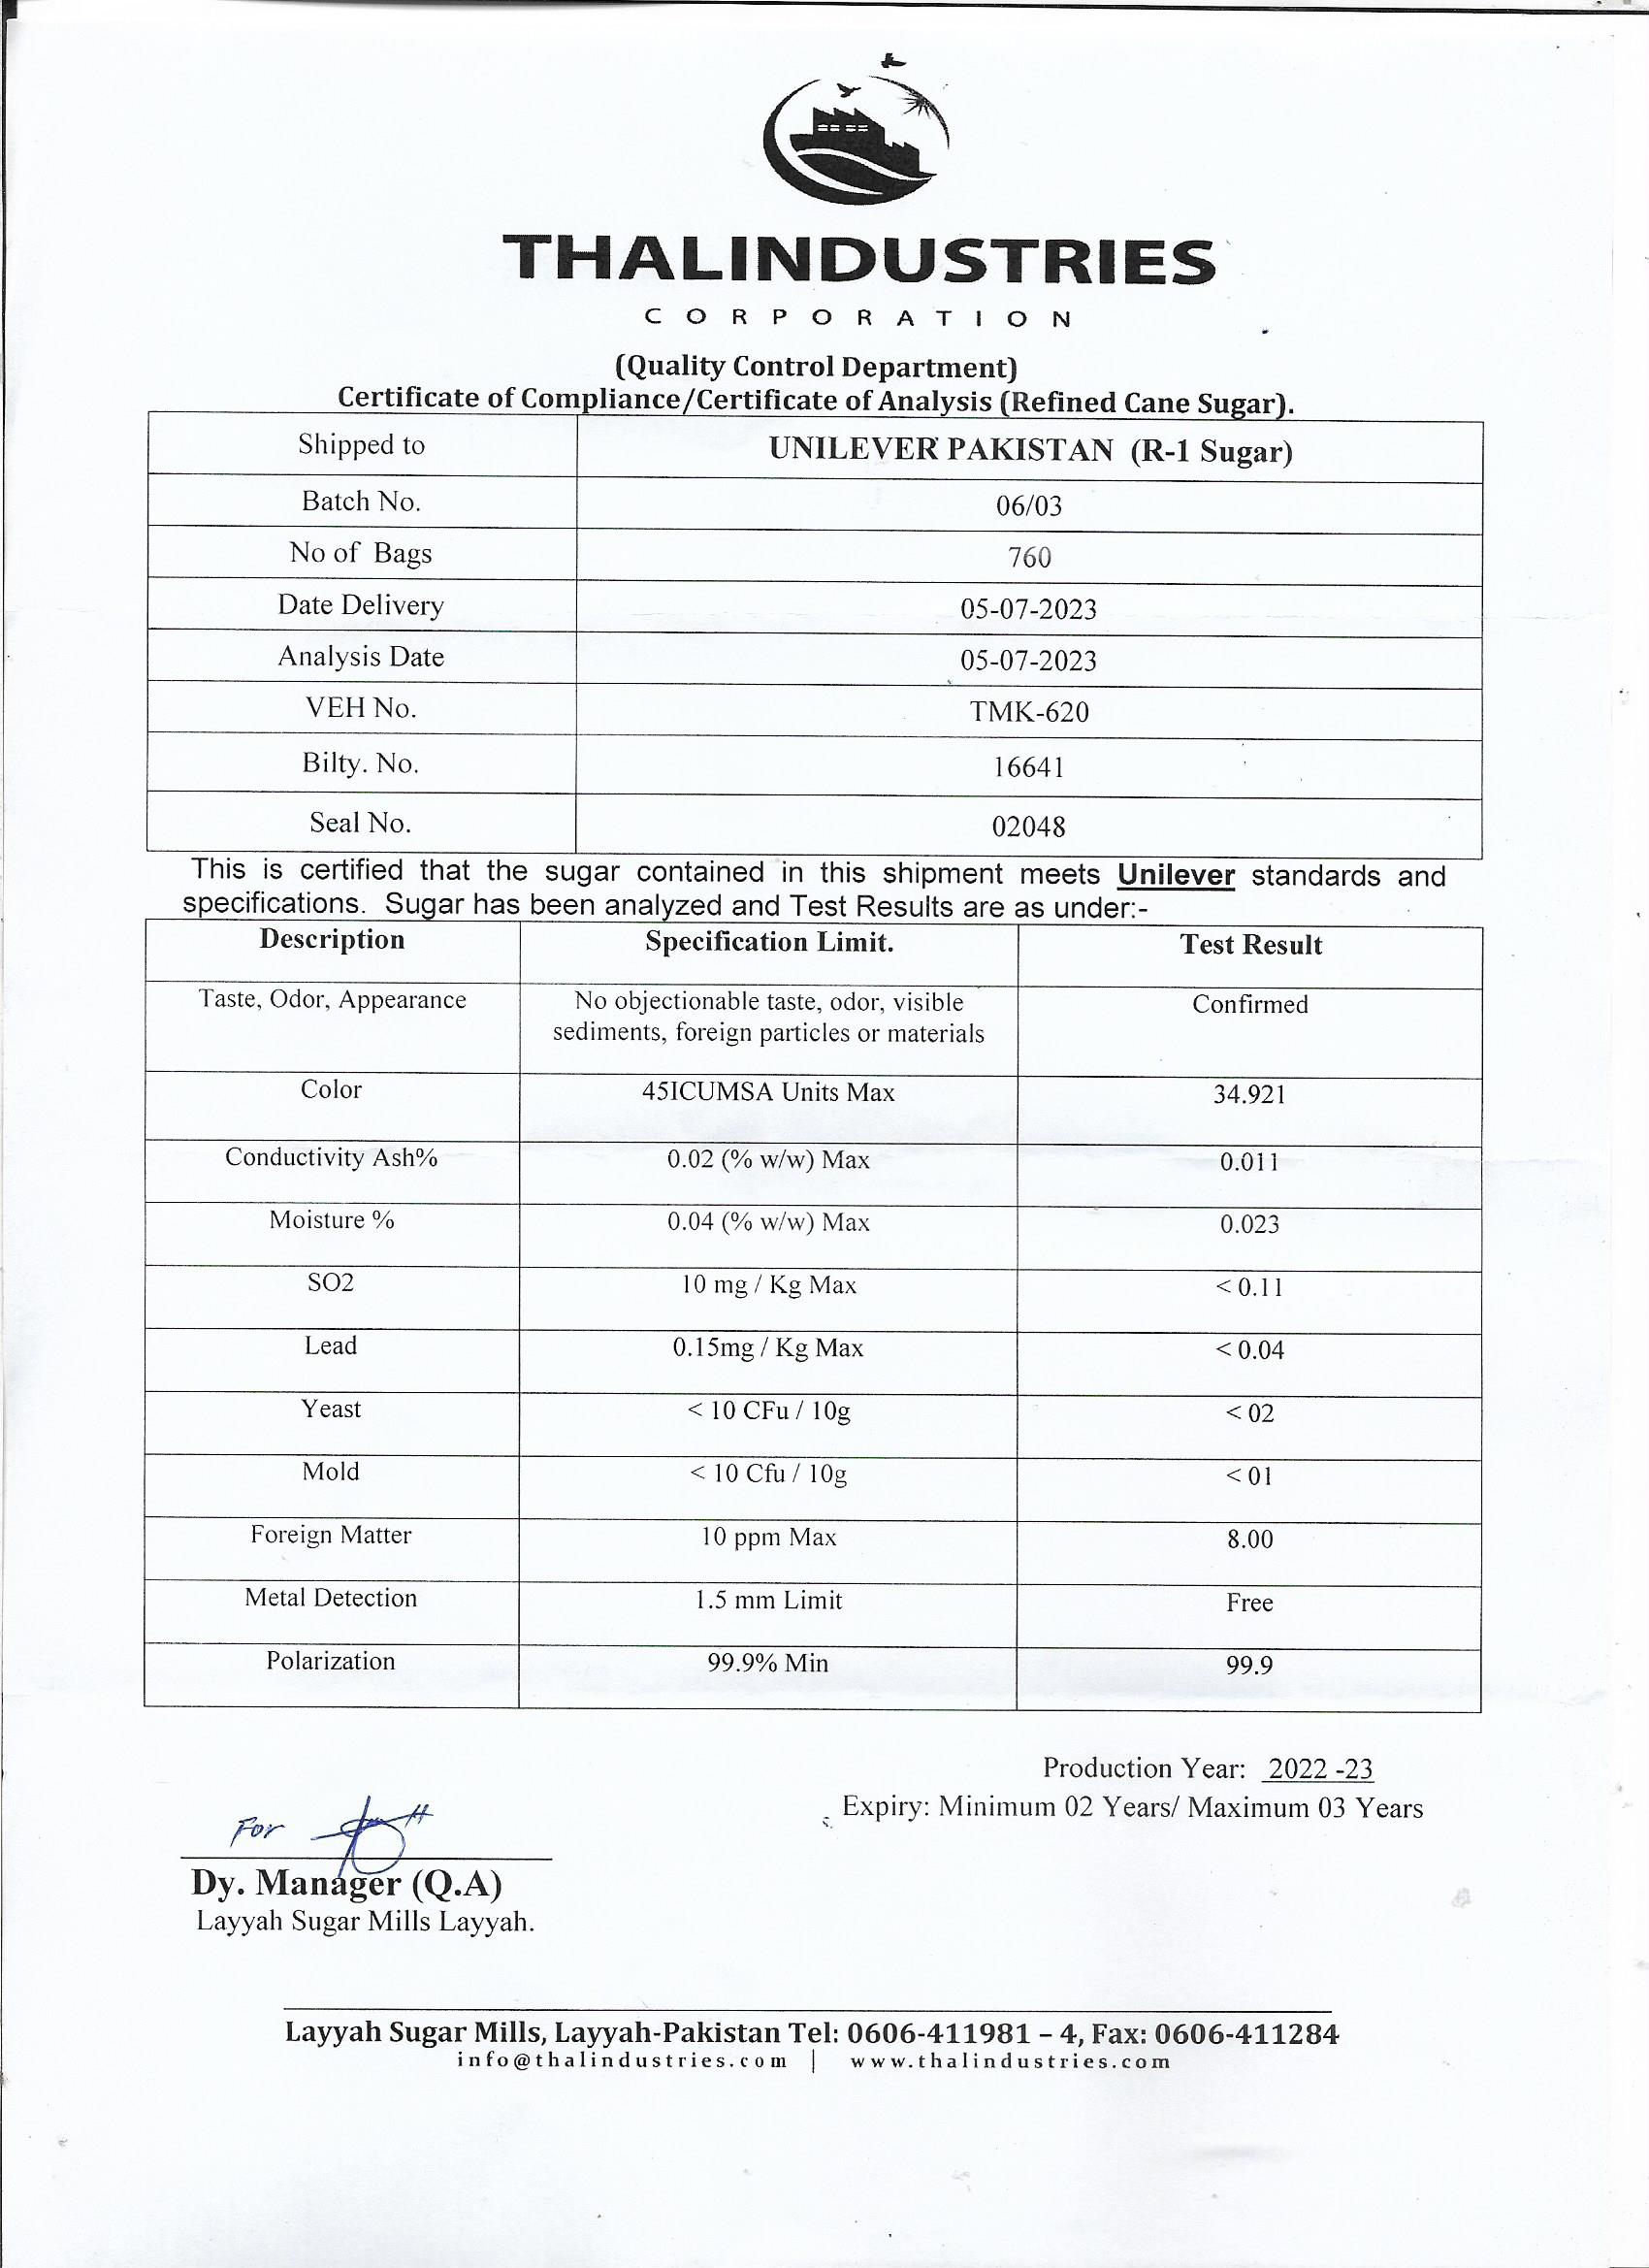 THALINDUSTRIES
CORPORATION
(Quality Control Department)
Certificate of Compliance/Certificate of Analysis (Refined Cane Sugar).
Shipped to UNILEVER PAKISTAN (R-1 Sugar)
Batch No. 06/03
No of Bags 760
Date Delivery 05-07-2023
Analysis Date 05-07-2023
VEH No. TMK-620
Bilty. No. 16641
Seal No. 02048
This is certified that the sugar contained in this shipment meets Unilever standards and
specifications. Sugar has been analyzed and Test Results are as under:-
Description Specification Limit. Test Result
Taste, Odor, Appearance No objectionable taste, odor, visible Confirmed
sediments, foreign particles or materials
Color 45ICUMSA Units Max 34.921
Conductivity Ash% 0.02 (% w/w) Max 0.011
Moisture % 0.04 (% w/w) Max 0.023
SO2 10 mg / Kg Max < 0.11
Lead 0.15mg / Kg Max < 0.04
Yeast < 10 CFu / 10g < 02
Mold < 10 Cfu / 10g < 01
Foreign Matter 10 ppm Max 8.00
Metal Detection 1.5 mm Limit Free
Polarization 99.9% Min 99.9
Production Year: 2022 -23
Expiry: Minimum 02 Years/ Maximum 03 Years
For
Dy. Manager (Q.A)
Layyah Sugar Mills Layyah.
Layyah Sugar Mills, Layyah-Pakistan Tel: 0606-411981 – 4, Fax: 0606-411284
info@thalindustries.com | www.thalindustries.com